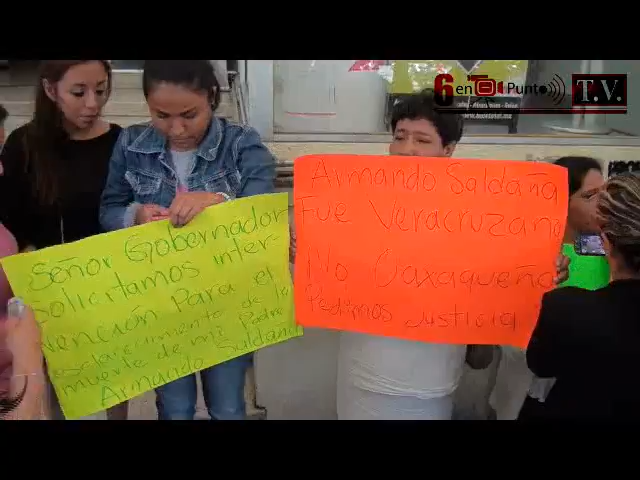 6 en Punto T.V.
Señor Gobernador
Solicitamos inter-
vención para el
esclarecimiento de la
muerte de mi Padre
Armando Saldaña
Armando Saldaña
Fue Veracruzano
No Oaxaqueño
Pedimos Justicia